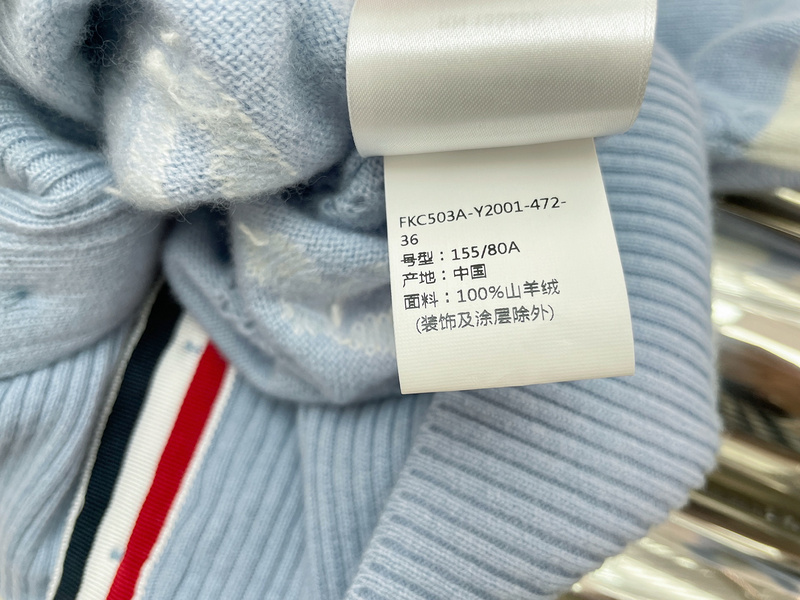 FKC503A-Y2001-472-
36
号型：155/80A
产地：中国
面料：100%山羊绒
(装饰及涂层除外)